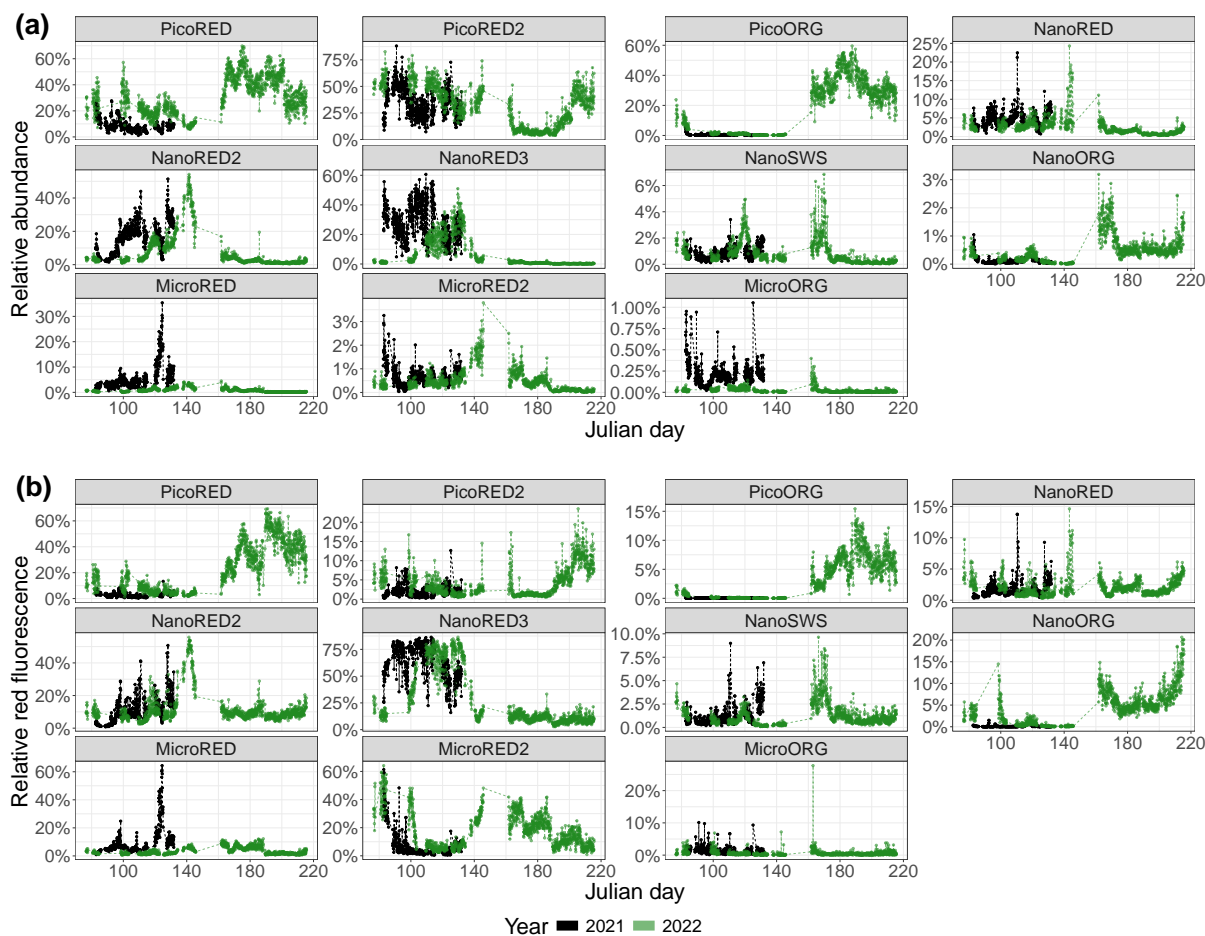 (a)
PicoRED PicoRED2 PicoORG NanoRED
60% 40% 20% 0%
75% 50% 25% 0%
60% 40% 20% 0%
25% 20% 15% 10% 5% 0%
NanoRED2 NanoRED3 NanoSWS NanoORG
40% 20% 0%
60% 40% 20% 0%
6% 4% 2% 0%
3% 2% 1% 0%
MicroRED MicroRED2 MicroORG
30% 20% 10% 0%
3% 2% 1% 0%
1.00% 0.75% 0.50% 0.25% 0.00%
100 140 180 220
100 140 180 220
100 140 180 220
100 140 180 220
Relative abundance
Julian day
(b)
PicoRED PicoRED2 PicoORG NanoRED
60% 40% 20% 0%
20% 15% 10% 5% 0%
15% 10% 5% 0%
15% 10% 5% 0%
NanoRED2 NanoRED3 NanoSWS NanoORG
40% 20% 0%
75% 50% 25% 0%
10.0% 7.5% 5.0% 2.5% 0.0%
20% 15% 10% 5% 0%
MicroRED MicroRED2 MicroORG
60% 40% 20% 0%
60% 40% 20% 0%
20% 10% 0%
100 140 180 220
100 140 180 220
100 140 180 220
100 140 180 220
Relative red fluorescence
Julian day
Year 2021 2022